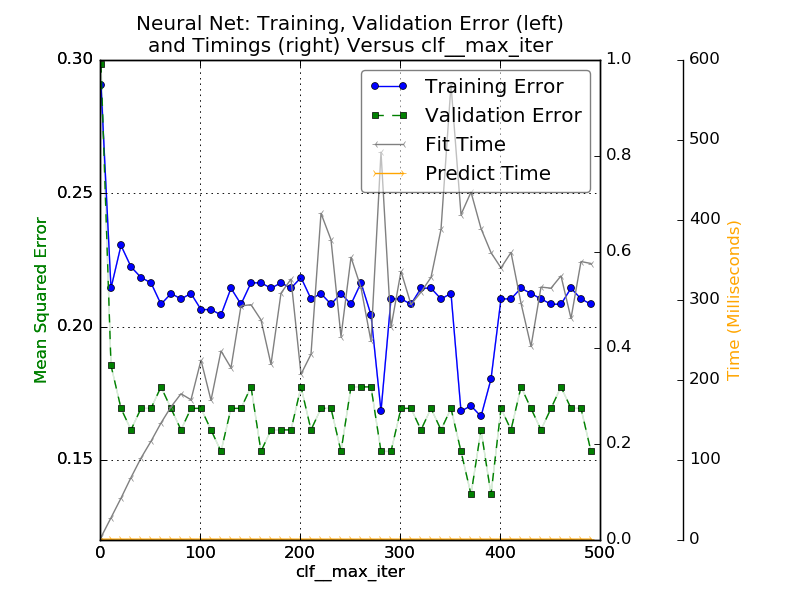 Neural Net: Training, Validation Error (left)
and Timings (right) Versus clf__max_iter
Training Error
Validation Error
Fit Time
Predict Time
Mean Squared Error
0.30
0.25
0.20
0.15
1.0
0.8
0.6
0.4
0.2
0.0
600
500
400
300
200
100
0
Time (Milliseconds)
0 100 200 300 400 500
clf__max_iter